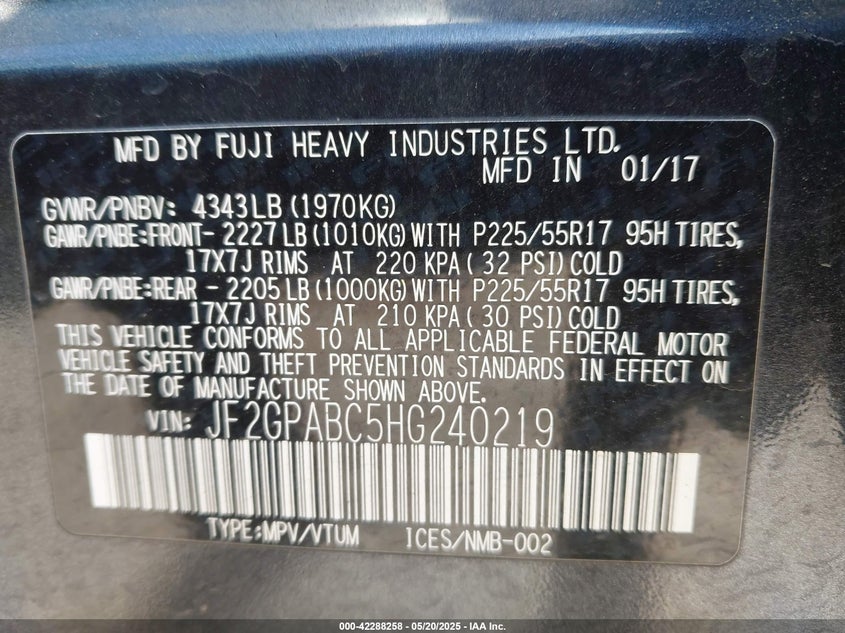 MFD BY FUJI HEAVY INDUSTRIES LTD.
MFD IN 01/17
GVWR/PNBV: 4343LB (1970KG)
GAWR/PNBE:FRONT- 2227LB (1010KG) WITH P225/55R17 95H TIRES,
17X7J RIMS AT 220 KPA ( 32 PSI) COLD
GAWR/PNBE:REAR - 2205LB (1000KG) WITH P225/55R17 95H TIRES,
17X7J RIMS AT 210 KPA ( 30 PSI) COLD
THIS VEHICLE CONFORMS TO ALL APPLICABLE FEDERAL MOTOR
VEHICLE SAFETY AND THEFT PREVENTION STANDARDS IN EFFECT ON
THE DATE OF MANUFACTURE SHOWN ABOVE.
VIN: JF2GPABC5HG240219
TYPE:MPV/VTUM ICES/NMB-002
000-42288258 - 05/20/2025 - IAA Inc.